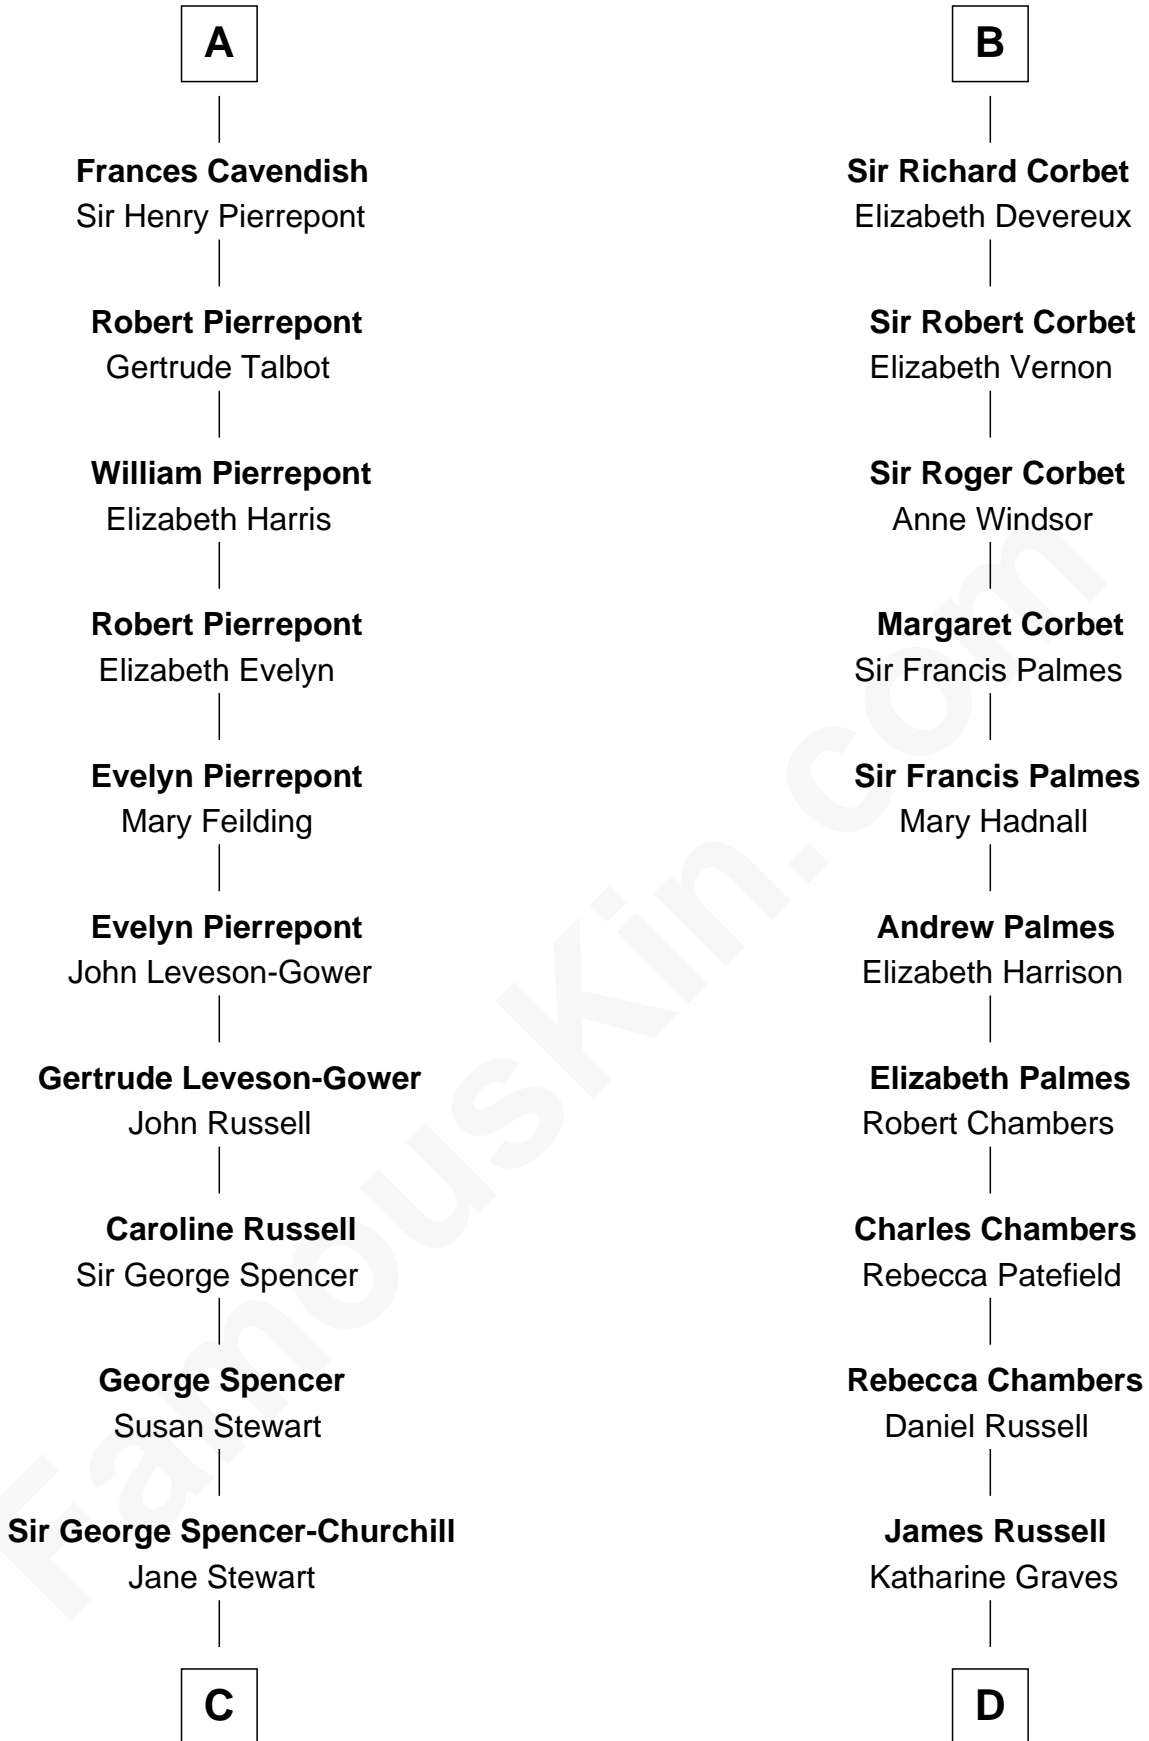 A
Frances Cavendish
Sir Henry Pierrepont
Robert Pierrepont
Gertrude Talbot
William Pierrepont
Elizabeth Harris
Robert Pierrepont
Elizabeth Evelyn
Evelyn Pierrepont
Mary Feilding
Evelyn Pierrepont
John Leveson-Gower
Gertrude Leveson-Gower
John Russell
Caroline Russell
Sir George Spencer
George Spencer
Susan Stewart
Sir George Spencer-Churchill
Jane Stewart
C
B
Sir Richard Corbet
Elizabeth Devereux
Sir Robert Corbet
Elizabeth Vernon
Sir Roger Corbet
Anne Windsor
Margaret Corbet
Sir Francis Palmes
Sir Francis Palmes
Mary Hadnall
Andrew Palmes
Elizabeth Harrison
Elizabeth Palmes
Robert Chambers
Charles Chambers
Rebecca Patefield
Rebecca Chambers
Daniel Russell
James Russell
Katharine Graves
D
FamousKin.com